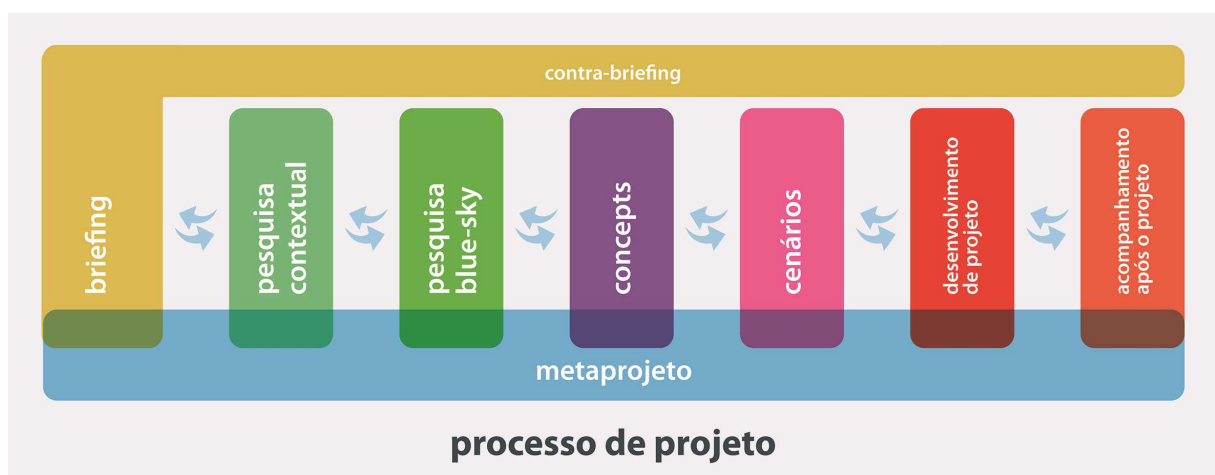 contra-briefing
briefing
pesquisa
contextual
pesquisa
blue-sky
concepts
cenários
desenvolvimento
de projeto
acompanhamento
após o projeto
metaprojeto
processo de projeto